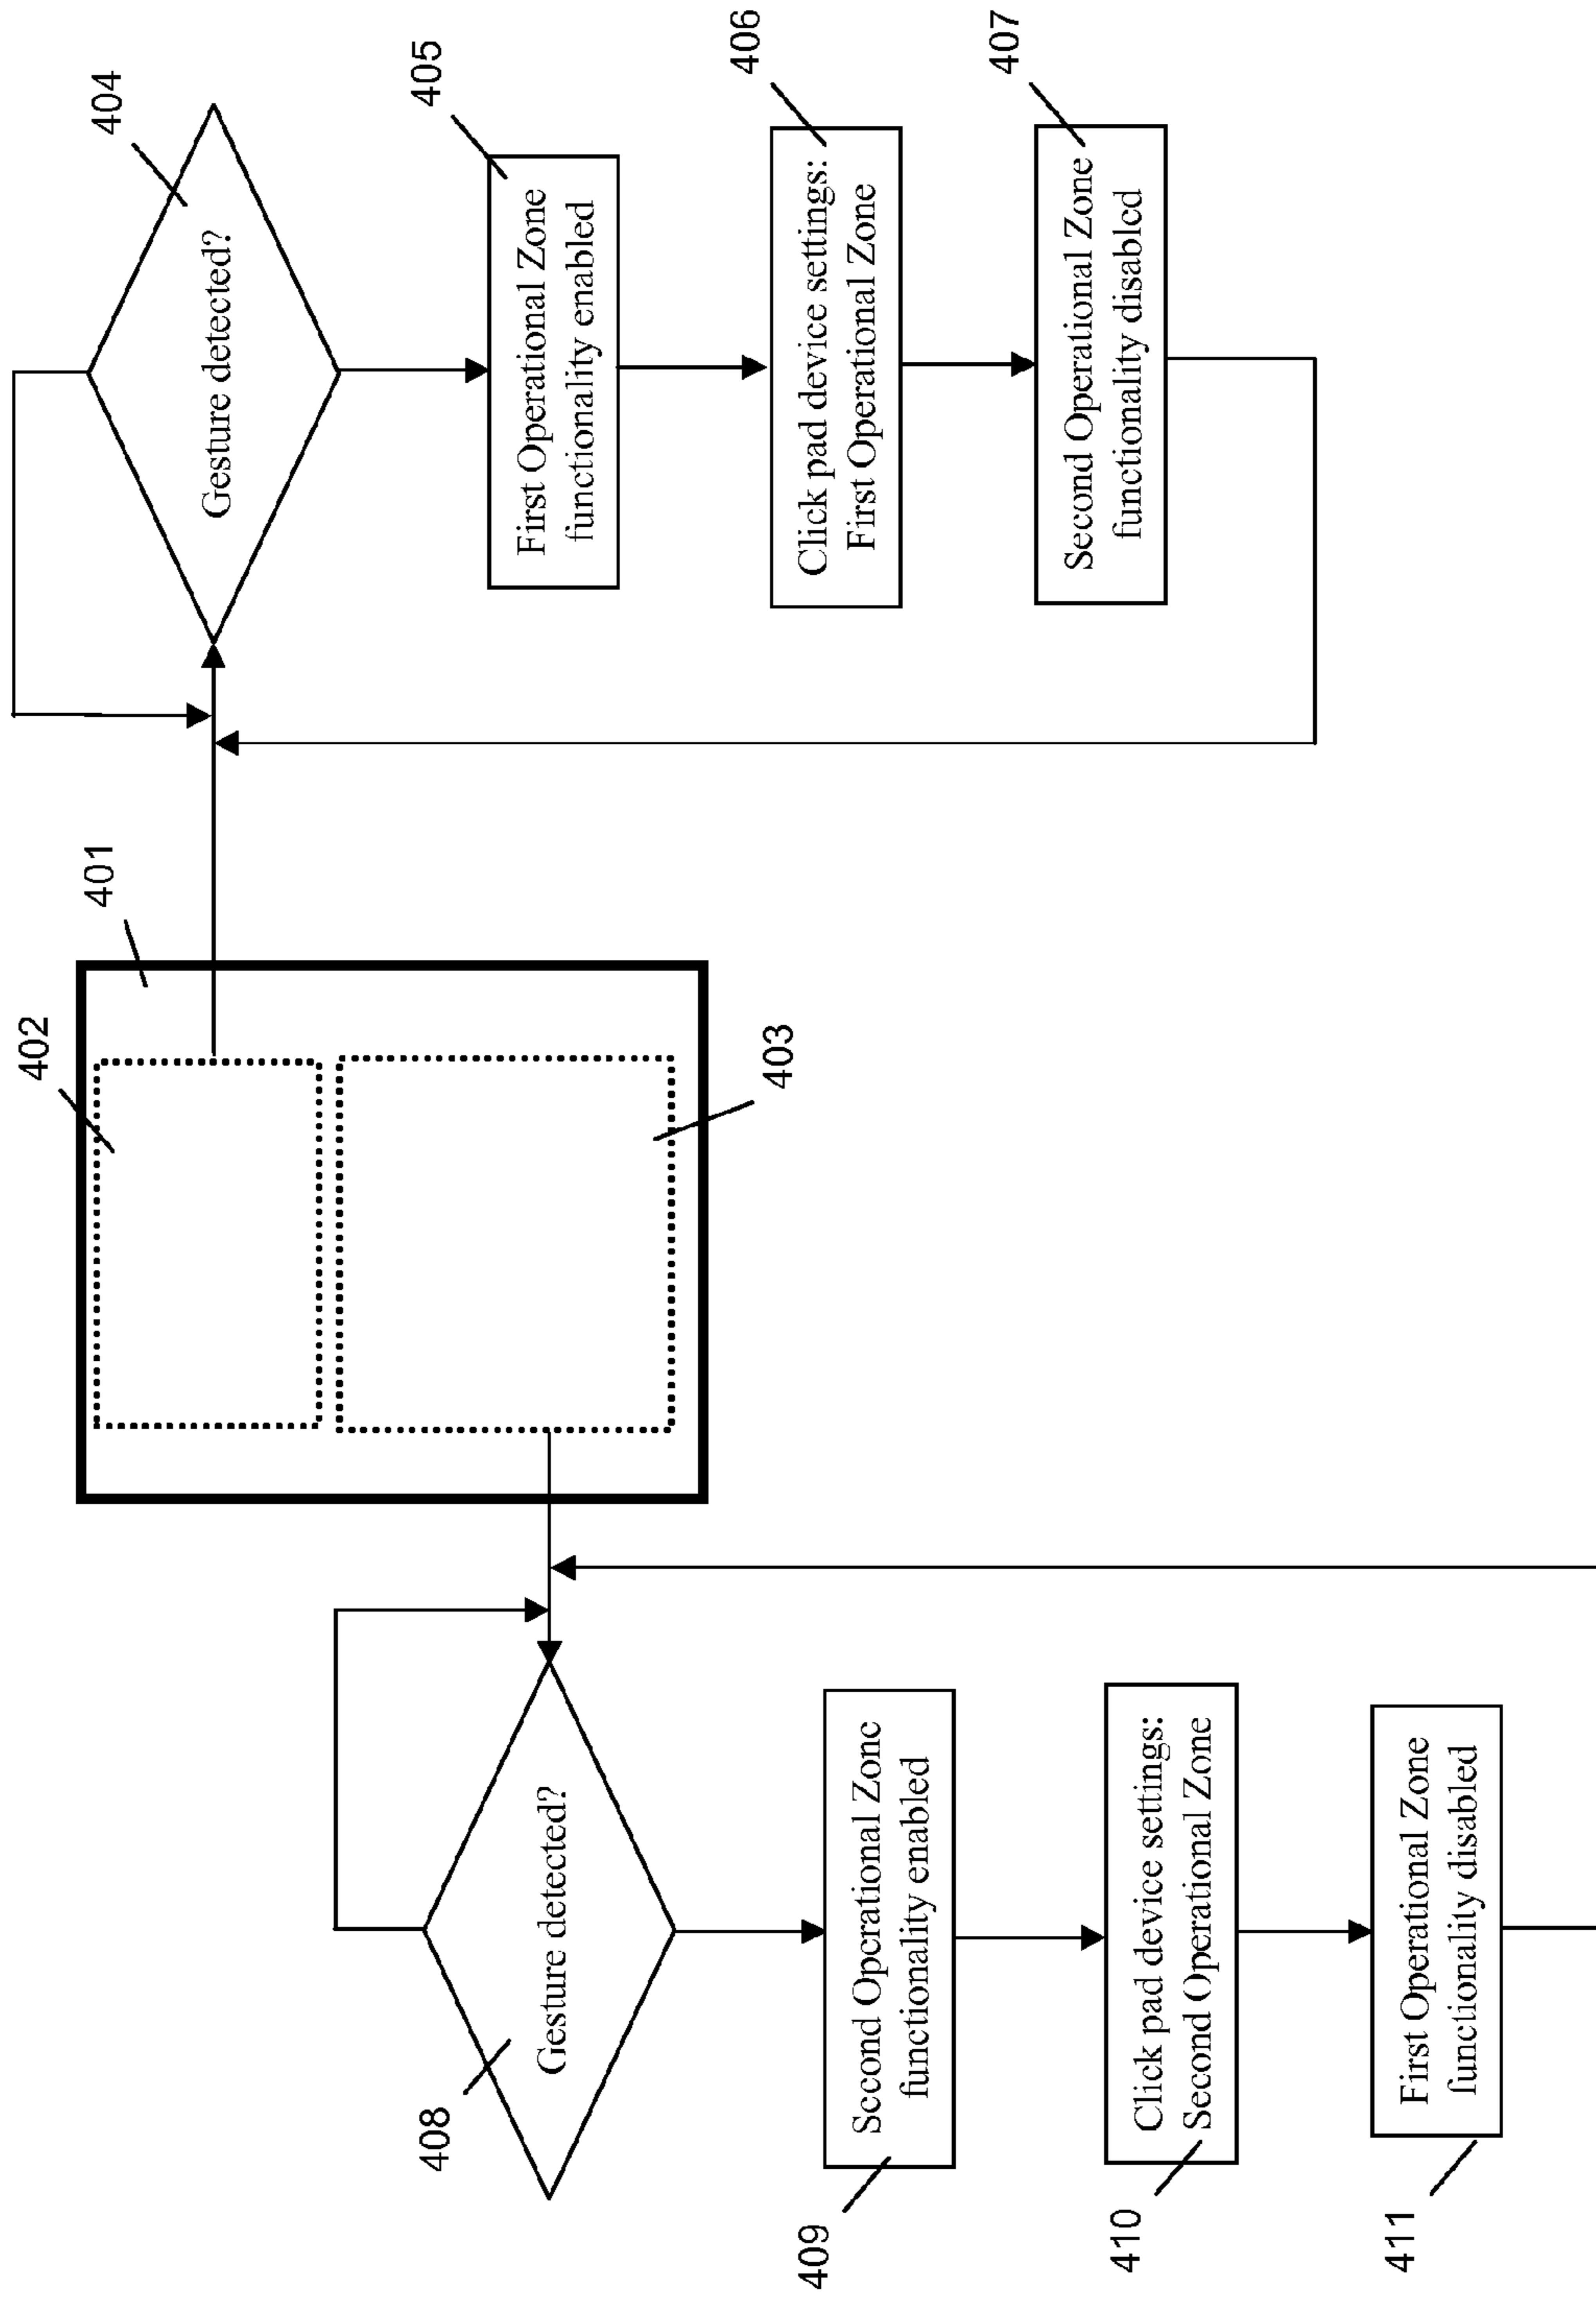 401
402
403
404
Gesture detected?
405
First Operational Zone
functionality enabled
406
Click pad device settings:
First Operational Zone
407
Second Operational Zone
functionality disabled
408
Gesture detected?
409
Second Operational Zone
functionality enabled
410
Click pad device settings:
Second Operational Zone
411
First Operational Zone
functionality disabled